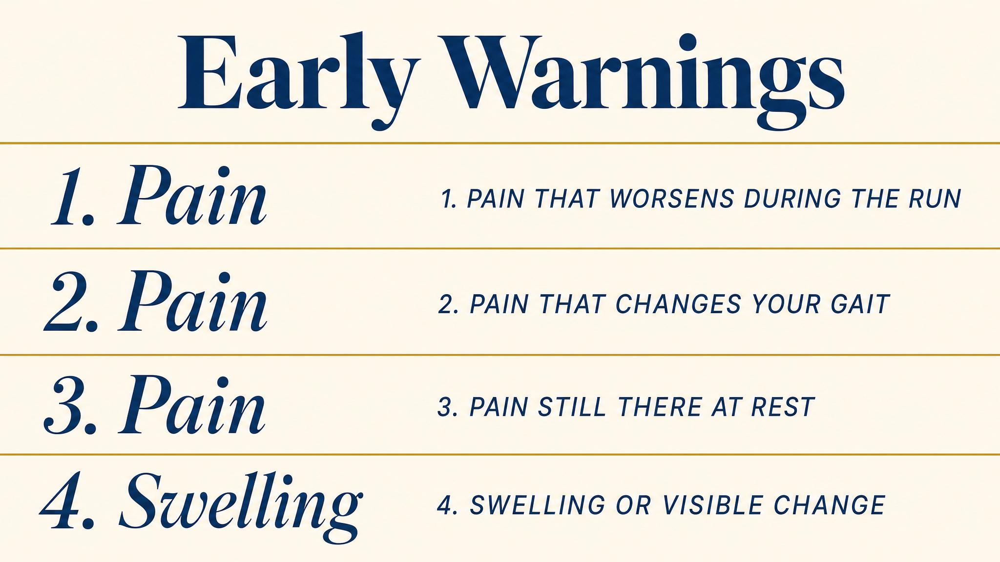 Early Warnings
1. Pain
1. PAIN THAT WORSENS DURING THE RUN
2. Pain
2. PAIN THAT CHANGES YOUR GAIT
3. Pain
3. PAIN STILL THERE AT REST
4. Swelling
4. SWELLING OR VISIBLE CHANGE